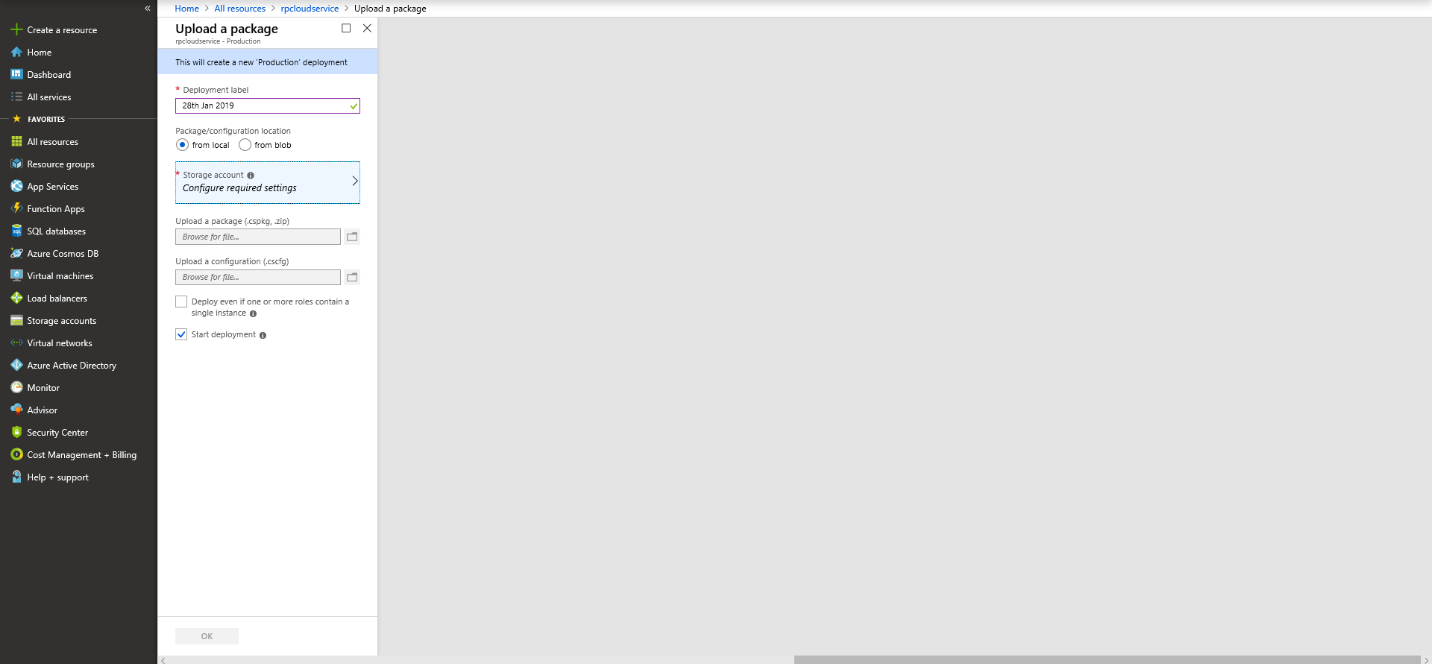 «
Home > All resources > rpcloudservice > Upload a package
Create a resource
Home
Dashboard
All services
FAVORITES
All resources
Resource groups
App Services
Function Apps
SQL databases
Azure Cosmos DB
Virtual machines
Load balancers
Storage accounts
Virtual networks
Azure Active Directory
Monitor
Advisor
Security Center
Cost Management + Billing
Help + support
Upload a package
rpcloudservice - Production
This will create a new 'Production' deployment
* Deployment label
28th Jan 2019
Package/configuration location
from local from blob
* Storage account
Configure required settings
Upload a package (.cspkg, .zip)
Browse for file...
Upload a configuration (.cscfg)
Browse for file...
Deploy even if one or more roles contain a
single instance
Start deployment
OK